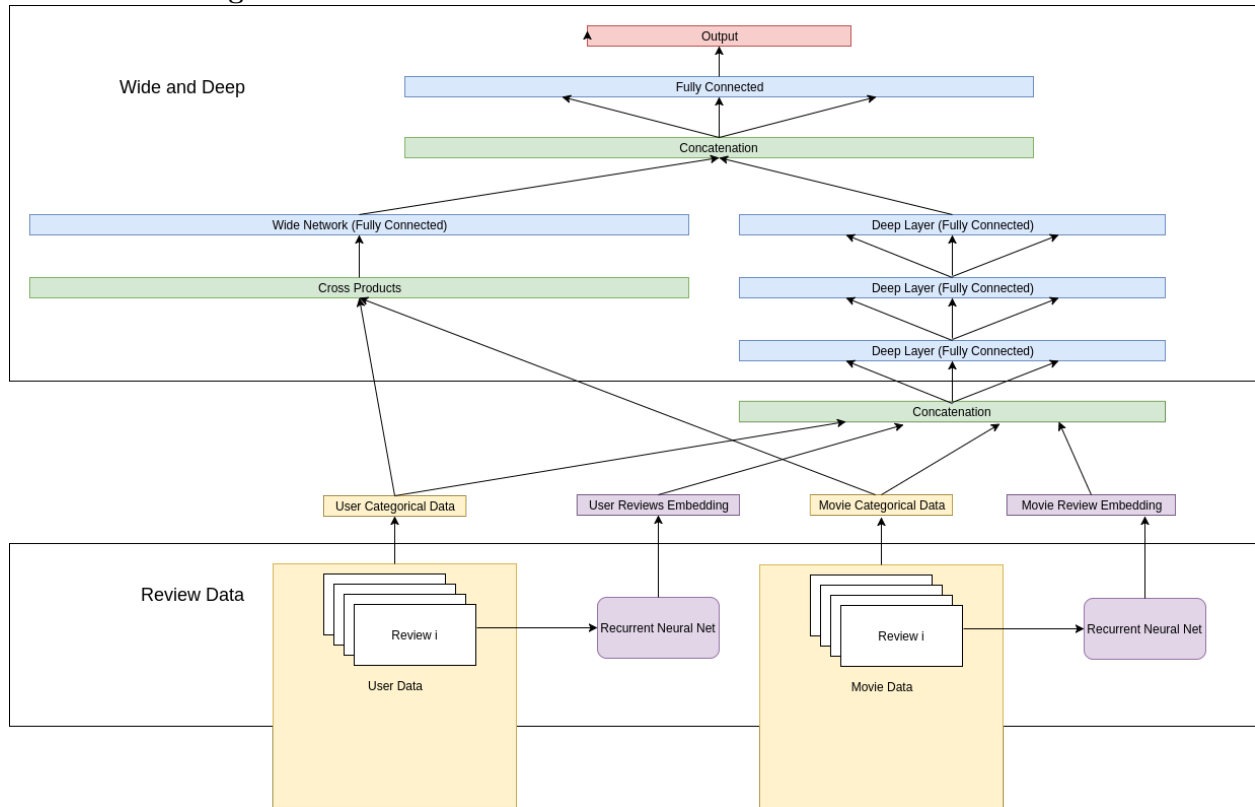 Output
Wide and Deep
Fully Connected
Concatenation
Wide Network (Fully Connected)
Deep Layer (Fully Connected)
Cross Products
Deep Layer (Fully Connected)
Deep Layer (Fully Connected)
Concatenation
User Categorical Data
User Reviews Embedding
Movie Categorical Data
Movie Review Embedding
Review Data
Review i
Recurrent Neural Net
Review i
Recurrent Neural Net
User Data
Movie Data